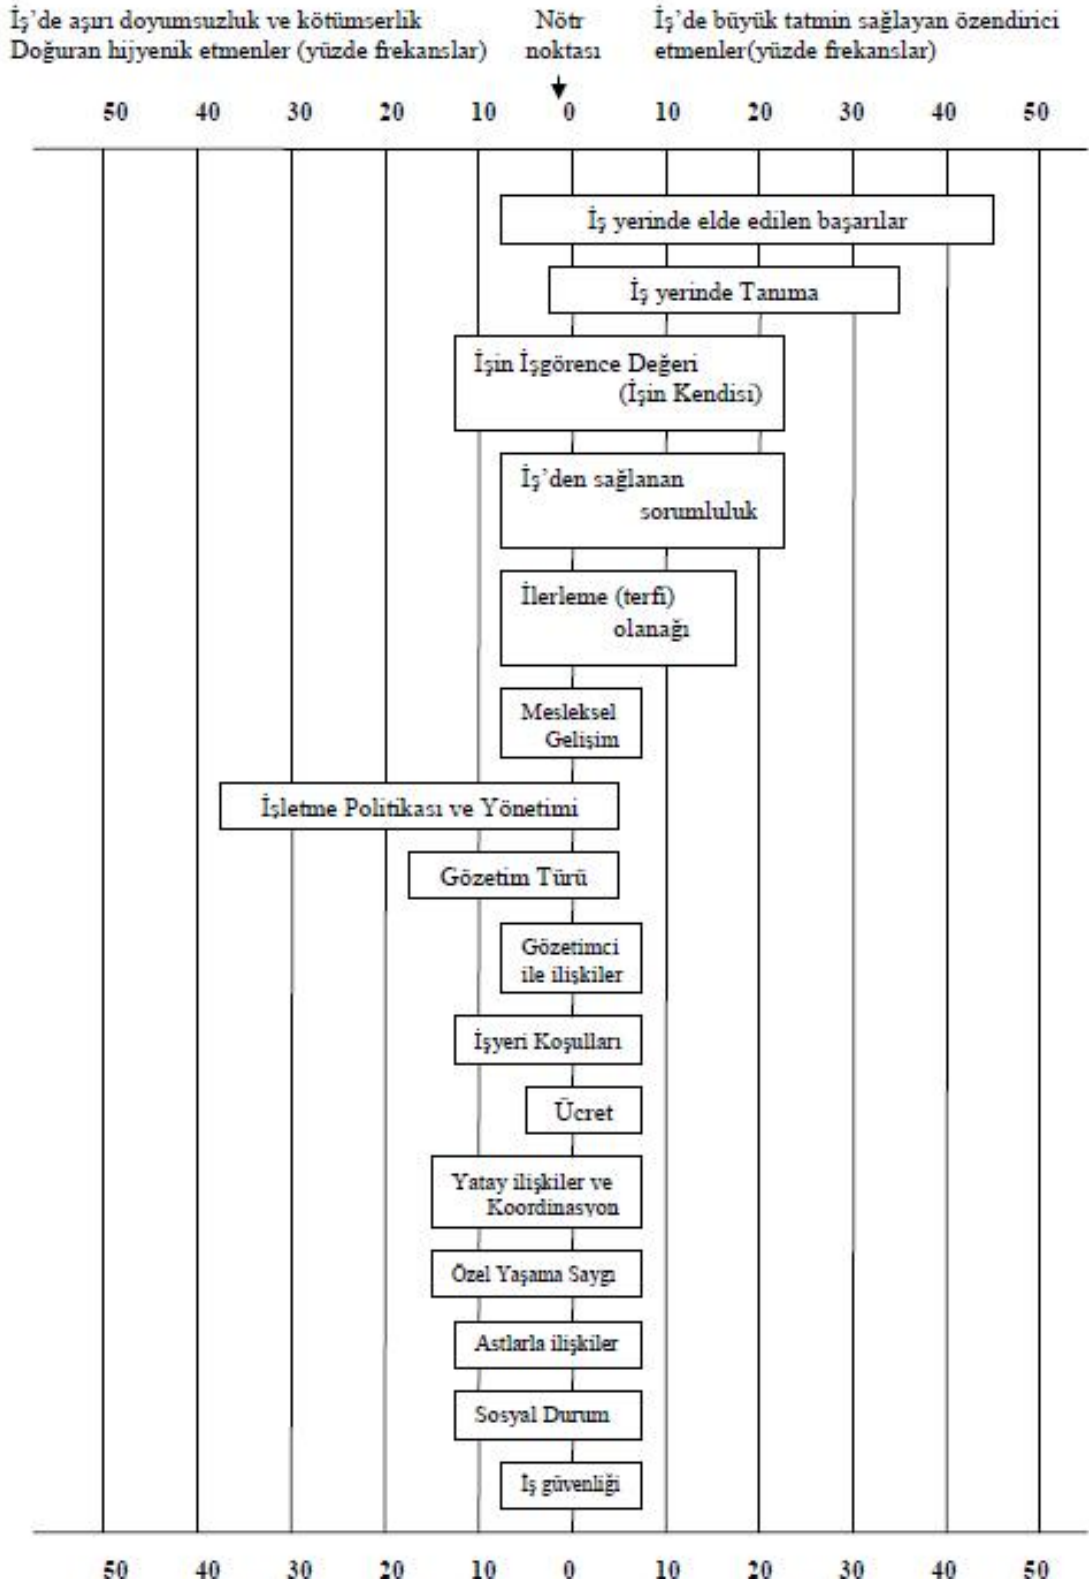 İş’de aşırı doyumsuzluk ve kötümserlik
Doğuran hijyenik etmenler (yüzde frekanslar)
Nötr
noktası
İş’de büyük tatmin sağlayan özendirici
etmenler(yüzde frekanslar)
50 40 30 20 10 0 10 20 30 40 50
İş yerinde elde edilen başarılar
İş yerinde Tanıma
İşin İşgörence Değeri
(İşin Kendisi)
İş’den sağlanan
sorumluluk
İlerleme (terfi)
olanağı
Mesleksel
Gelişim
İşletme Politikası ve Yönetimi
Gözetim Türü
Gözetimci
ile ilişkiler
İşyeri Koşulları
Ücret
Yatay ilişkiler ve
Koordinasyon
Özel Yaşama Saygı
Astlarla ilişkiler
Sosyal Durum
İş güvenliği
50 40 30 20 10 0 10 20 30 40 50